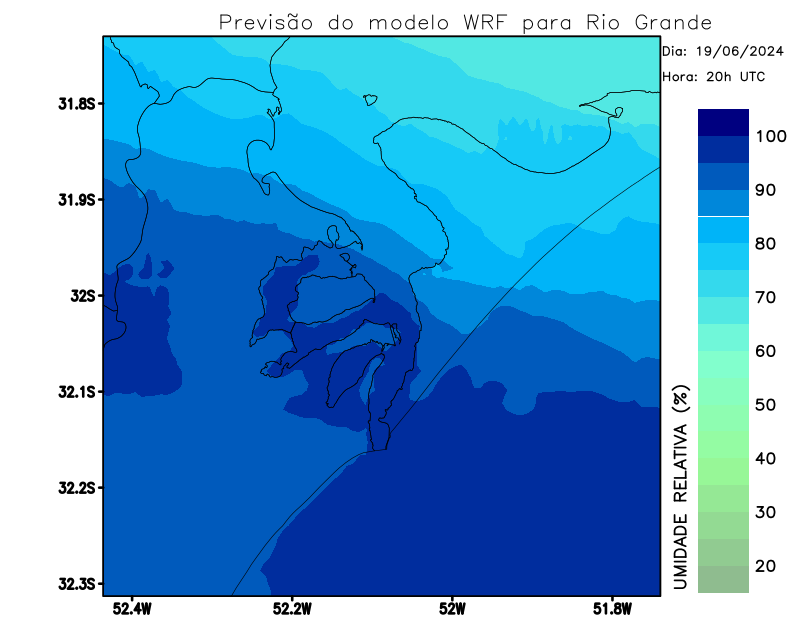 Previsão do modelo WRF para Rio Grande
Dia: 19/06/2024
Hora: 20h UTC
31.8S
31.9S
32S
32.1S
32.2S
32.3S
52.4W 52.2W 52W 51.8W
100
90
80
70
60
50
40
30
20
UMIDADE RELATIVA (%)